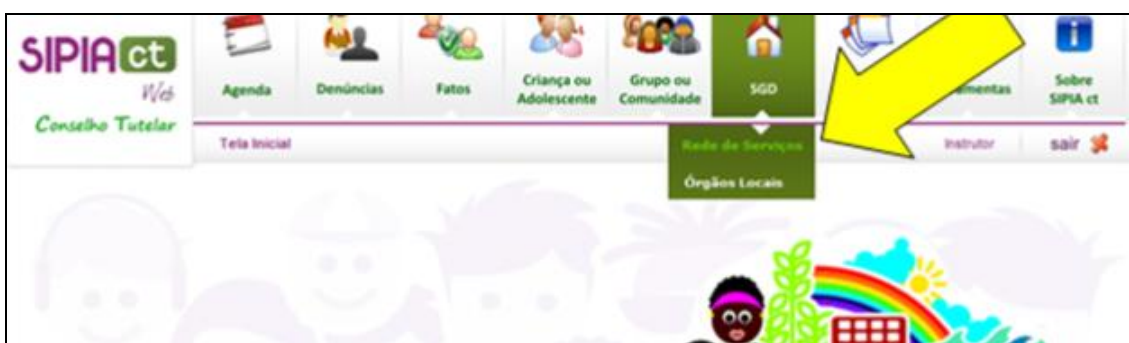 SIPIA ct
Web
Conselho Tutelar
Agenda
Denúncias
Fatos
Criança ou
Adolescente
Grupo ou
Comunidade
SGD
amentas
Sobre
SIPIA ct
Tela Inicial
Rede de Serviços
Órgãos Locais
Instrutor
sair